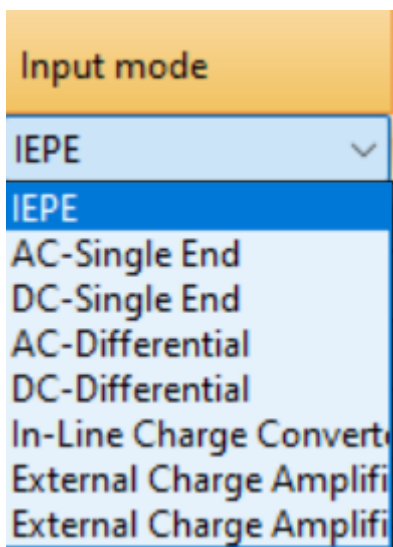 Input mode
IEPE
IEPE
AC-Single End
DC-Single End
AC-Differential
DC-Differential
In-Line Charge Converte
External Charge Amplifi
External Charge Amplifi